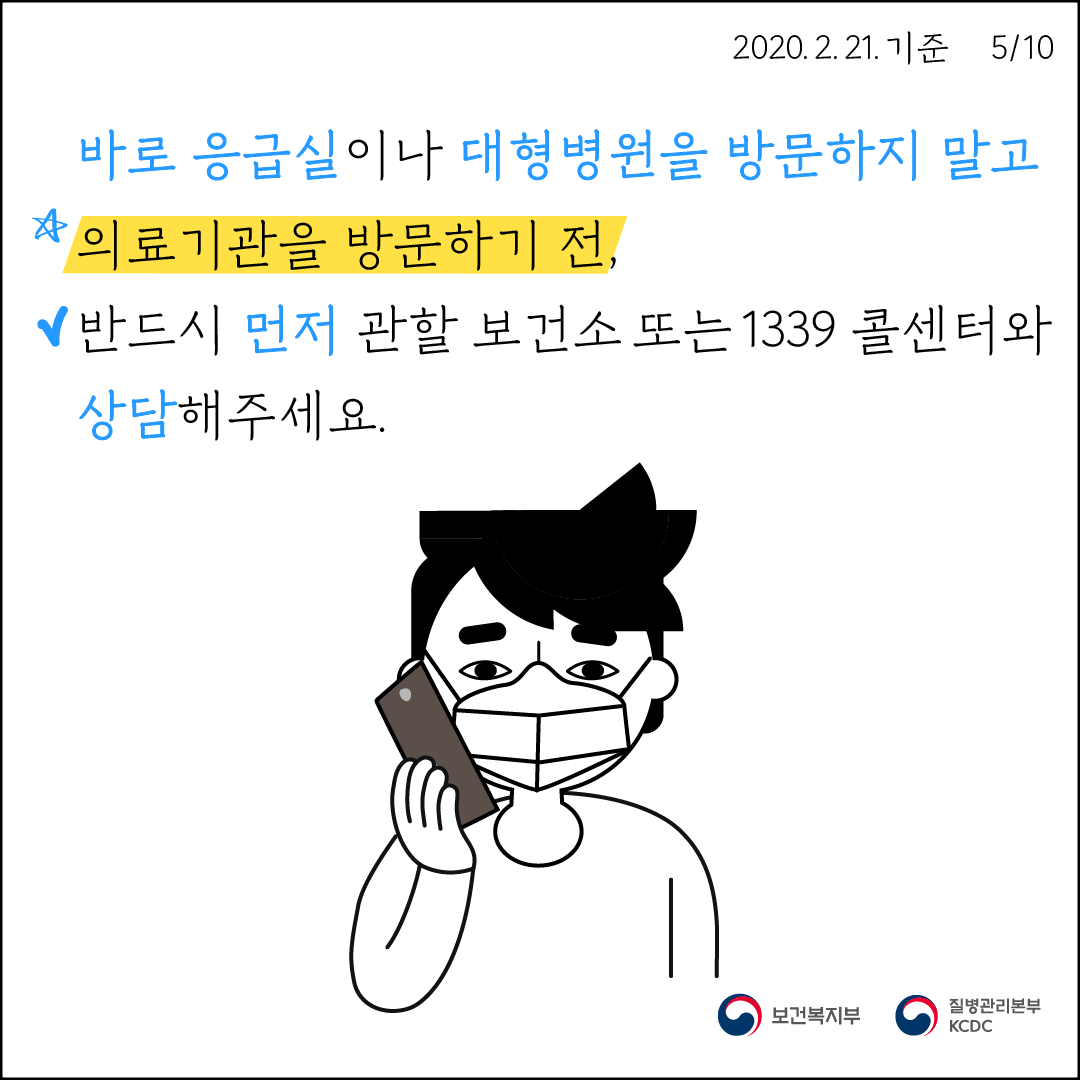 2020. 2. 21. 기준 5/10
바로 응급실이나 대형병원을 방문하지 말고
의료기관을 방문하기 전,
반드시 먼저 관할 보건소 또는 1339 콜센터와
상담해주세요.
보건복지부
질병관리본부
KCDC